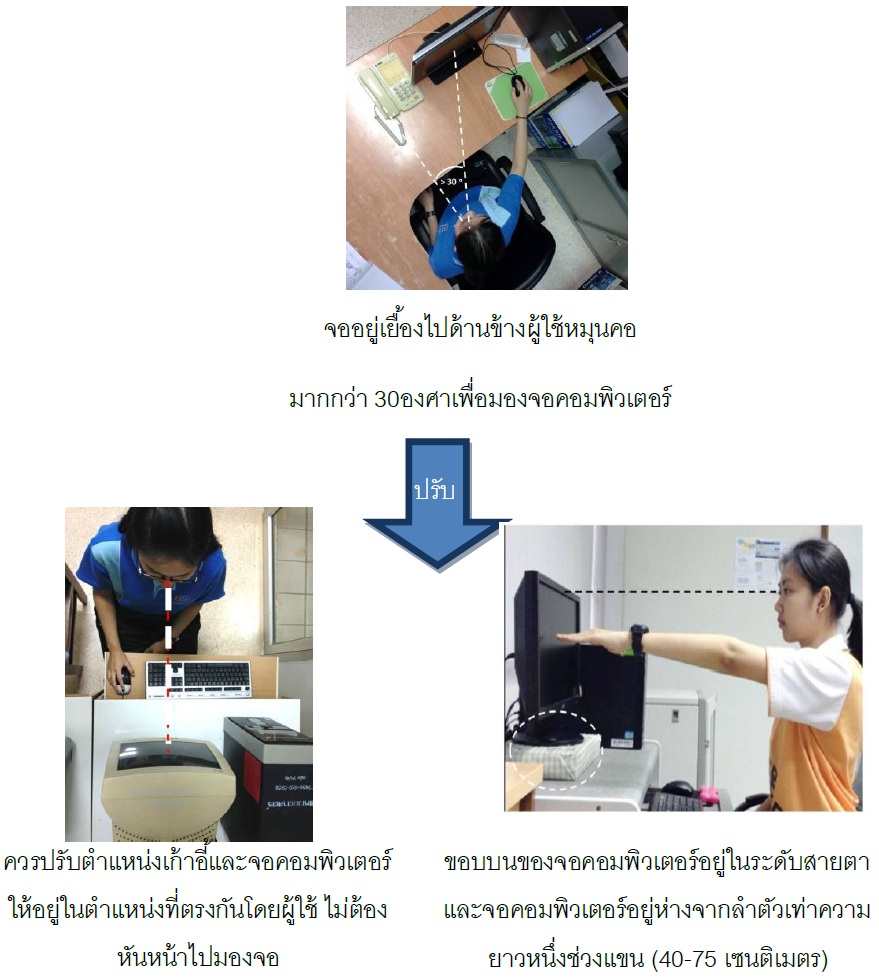 > 30 °
จออยู่เยื้องไปด้านข้างผู้ใช้หมุนคอ
มากกว่า 30องศาเพื่อมองจอคอมพิวเตอร์
ปรับ
ควรปรับตำแหน่งเก้าอี้และจอคอมพิวเตอร์
ให้อยู่ในตำแหน่งที่ตรงกันโดยผู้ใช้ ไม่ต้อง
หันหน้าไปมองจอ
ขอบบนของจอคอมพิวเตอร์อยู่ในระดับสายตา
และจอคอมพิวเตอร์อยู่ห่างจากลำตัวเท่าความ
ยาวหนึ่งช่วงแขน (40-75 เซนติเมตร)